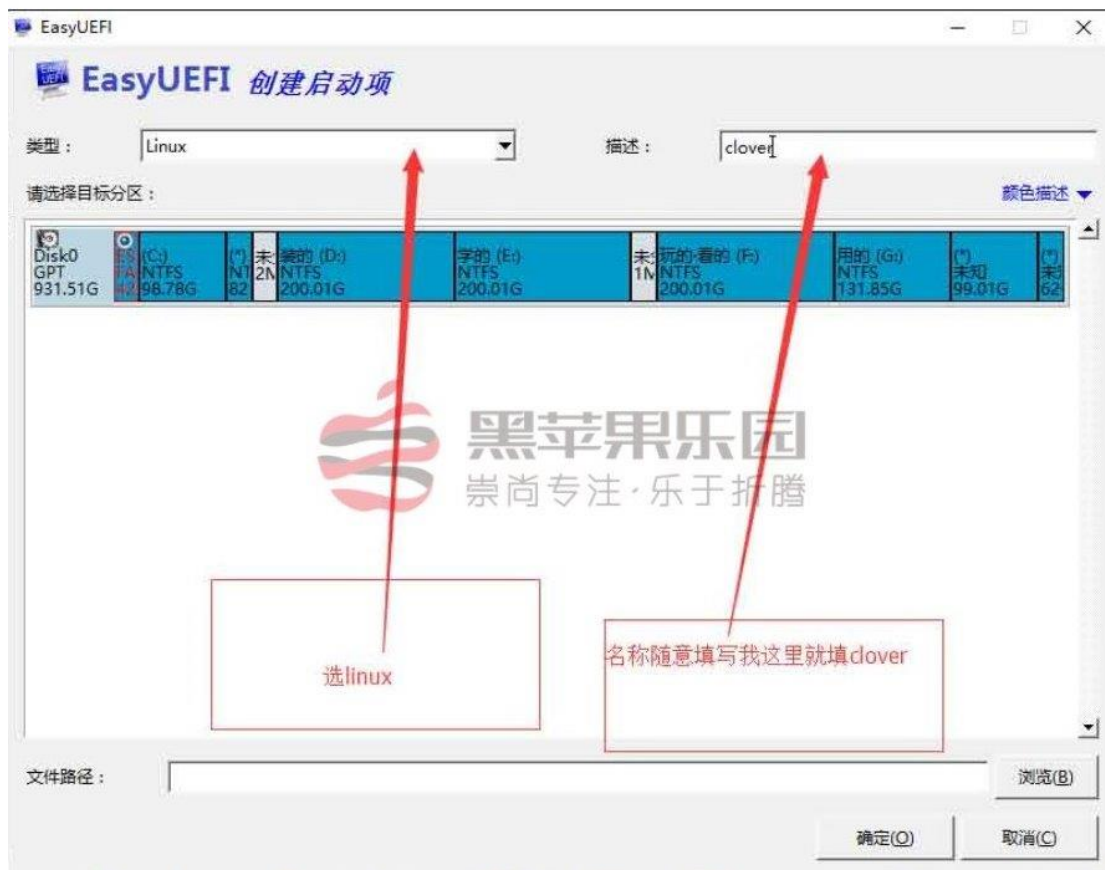 EasyUEFI
EasyUEFI 创建启动项
类型： Linux 描述： clover
请选择目标分区： 颜色描述
Disk0 (C:) (*) 装的 (D:) 学的 (E:) 玩的·看的 (F:) 用的 (G:) (*) (*)
GPT NTFS NTFS NTFS NTFS NTFS 未知
931.51G 98.78G 82 2N 200.01G 200.01G 1N 200.01G 131.85G 99.01G 62
黑苹果乐园
崇尚专注·乐于折腾
选linux
名称随意填写我这里就填clover
文件路径： 浏览(B)
确定(O) 取消(C)